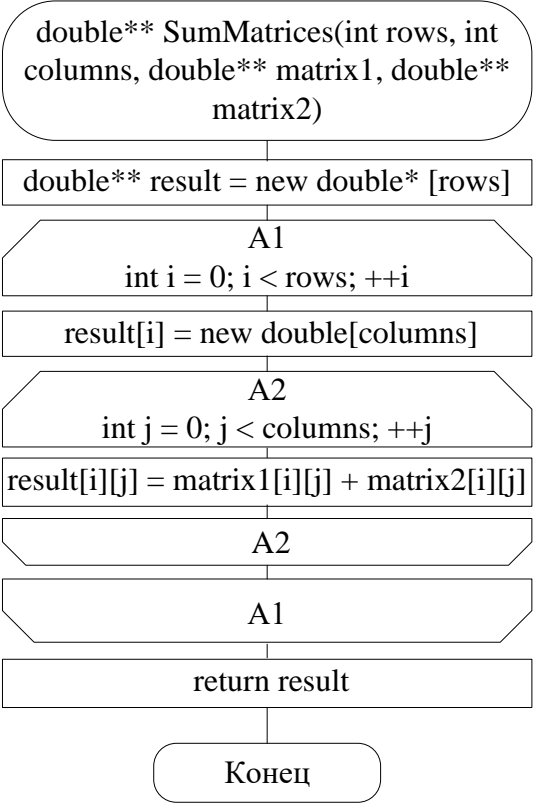 double** SumMatrices(int rows, int
columns, double** matrix1, double**
matrix2)
double** result = new double* [rows]
A1
int i = 0; i < rows; ++i
result[i] = new double[columns]
A2
int j = 0; j < columns; ++j
result[i][j] = matrix1[i][j] + matrix2[i][j]
A2
A1
return result
Конец